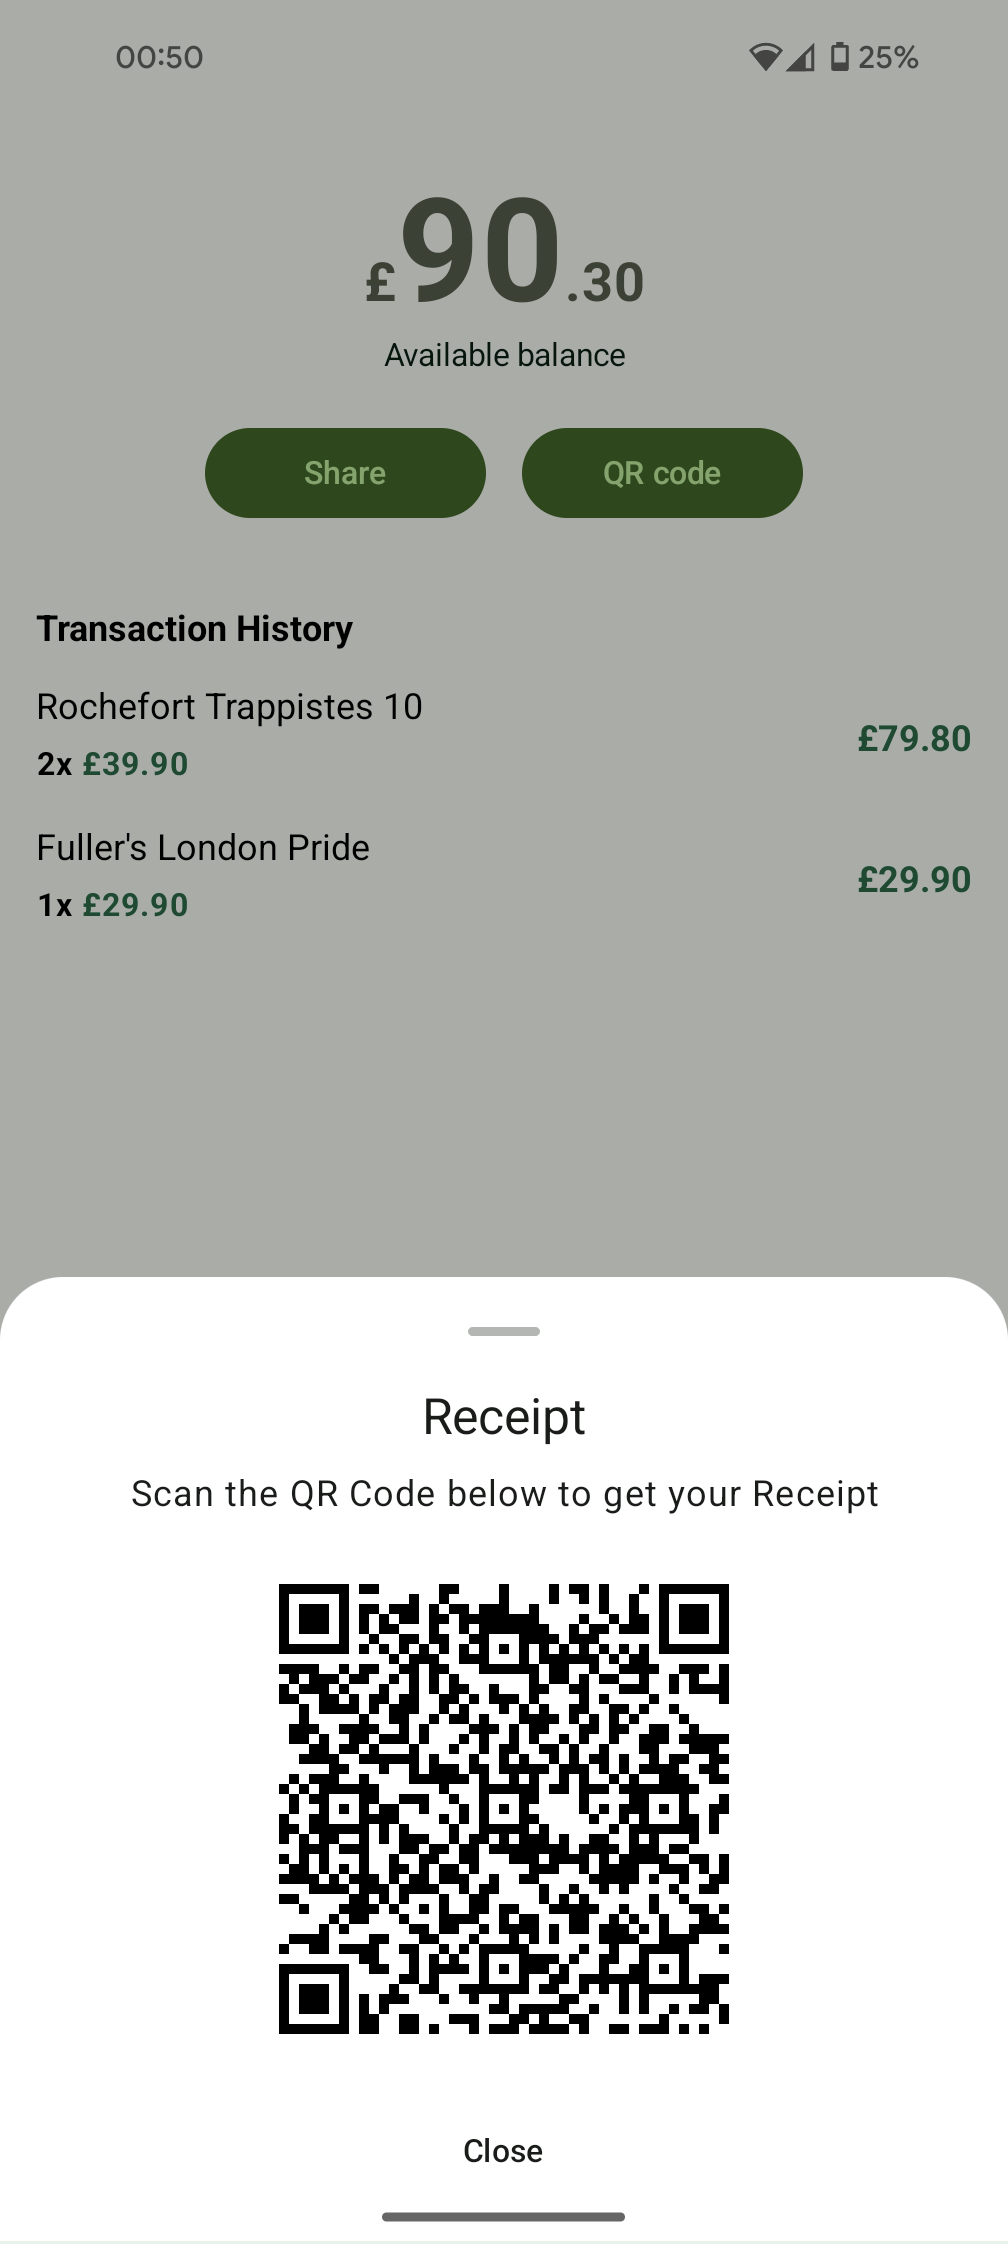 00:50 25%
£90.30
Available balance
Share QR code
Transaction History
Rochefort Trappistes 10
2x £39.90 £79.80
Fuller's London Pride
1x £29.90 £29.90
Receipt
Scan the QR Code below to get your Receipt
Close